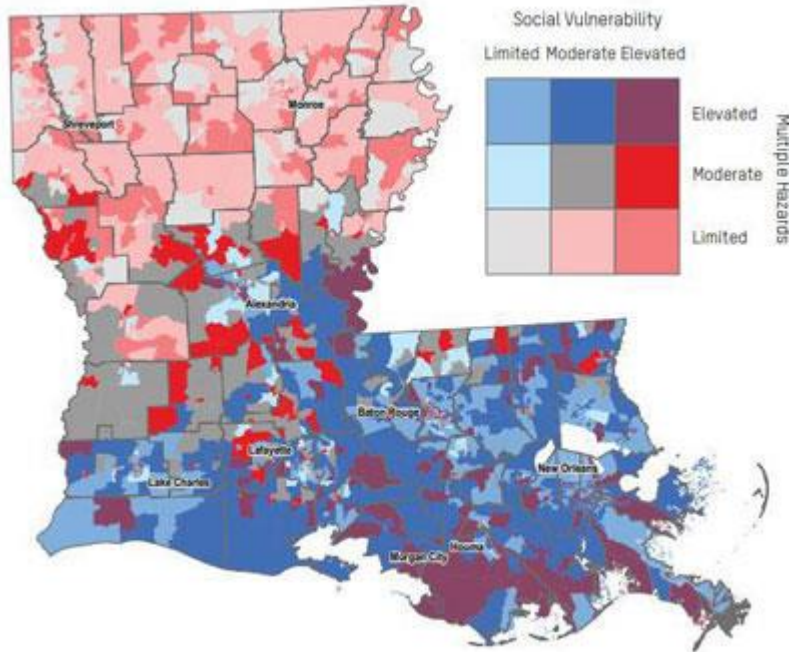 Social Vulnerability
Limited Moderate Elevated
Elevated
Moderate
Limited
Multiple Hazards
Shreveport
Monroe
Alexandria
Baton Rouge
Lafayette
Lake Charles
New Orleans
Houma
Morgan City